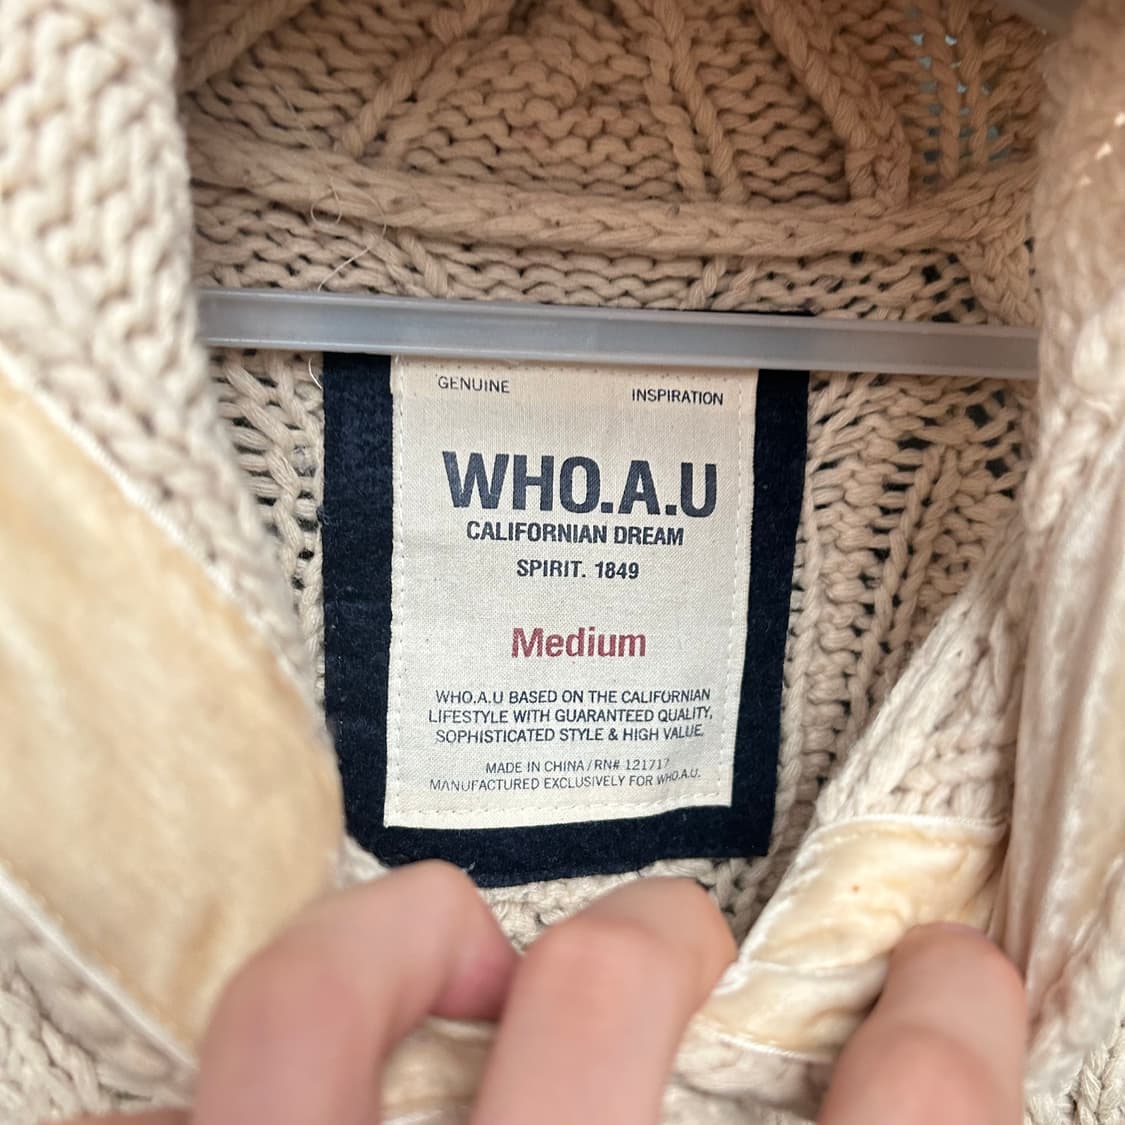 GENUINE INSPIRATION
WHO.A.U
CALIFORNIAN DREAM
SPIRIT. 1849
Medium
WHO.A.U BASED ON THE CALIFORNIAN
LIFESTYLE WITH GUARANTEED QUALITY,
SOPHISTICATED STYLE & HIGH VALUE.
MADE IN CHINA / RN# 121717
MANUFACTURED EXCLUSIVELY FOR WHO.A.U.